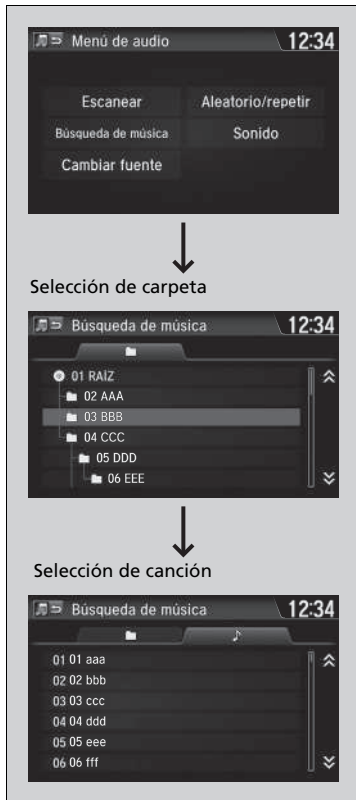 Menú de audio 12:34
Escanear Aleatorio/repetir
Búsqueda de música Sonido
Cambiar fuente
Selección de carpeta
Búsqueda de música 12:34
01 RAÍZ
02 AAA
03 BBB
04 CCC
05 DDD
06 EEE
Selección de canción
Búsqueda de música 12:34
01 01 aaa
02 02 bbb
03 03 ccc
04 04 ddd
05 05 eee
06 06 fff